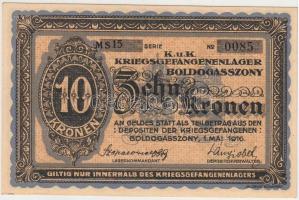 MS15 SERIE № 0085
K.u.K.
KRIEGSGEFANGENENLAGER
BOLDOGASSZONY
10
KRONEN
Zehn Kronen
AN GELDES STATT ALS TEILBETRAG AUS DEN
DEPOSITEN DER KRIEGSGEFANGENEN:
BOLDOGASSZONY, 1. MAI 1916.
LAGERKOMMANDANT DEPOSITENVERWALTER
GILTIG NUR INNERHALB DES KRIEGSGEFANGENENLAGERS